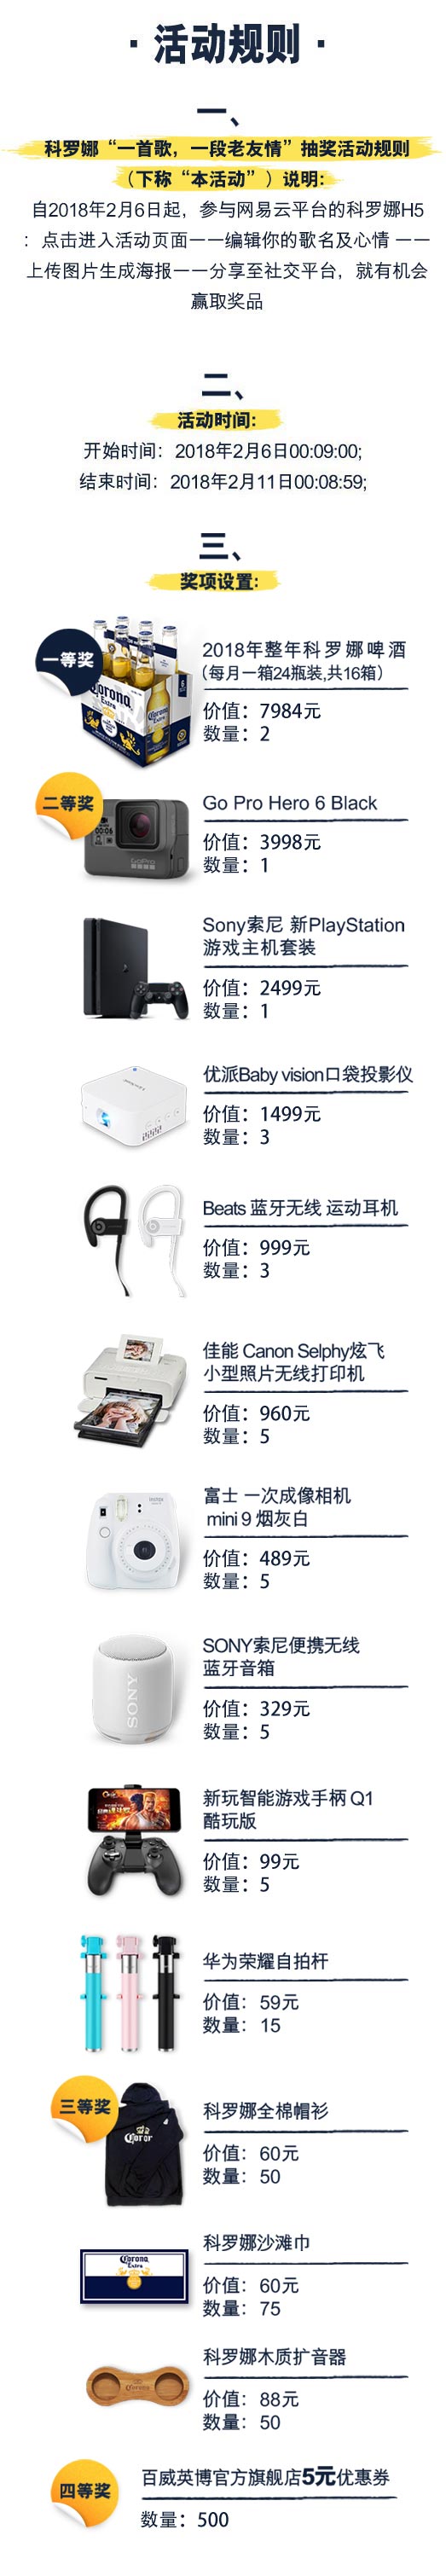 · 活动规则 ·
一、
科罗娜“一首歌，一段老友情”抽奖活动规则
（下称“本活动”）说明:
自2018年2月6日起，参与网易云平台的科罗娜H5
：点击进入活动页面一一编辑你的歌名及心情 一一
上传图片生成海报一一分享至社交平台，就有机会
赢取奖品
二、
活动时间:
开始时间：2018年2月6日00:09:00;
结束时间：2018年2月11日00:08:59;
三、
奖项设置:
一等奖
Corona
Extra
2018年整年科罗娜啤酒
（每月一箱24瓶装,共16箱）
价值：7984元
数量：2
二等奖
00:06
GoPro
Go Pro Hero 6 Black
价值：3998元
数量：1
Sony索尼 新PlayStation
游戏主机套装
价值：2499元
数量：1
优派Baby vision口袋投影仪
价值：1499元
数量：3
Beats 蓝牙无线 运动耳机
价值：999元
数量：3
佳能 Canon Selphy炫飞
小型照片无线打印机
价值：960元
数量：5
富士 一次成像相机
mini 9 烟灰白
价值：489元
数量：5
SONY
SONY索尼便携无线
蓝牙音箱
价值：329元
数量：5
新玩智能游戏手柄 Q1
酷玩版
价值：99元
数量：5
华为荣耀自拍杆
价值：59元
数量：15
三等奖
科罗娜全棉帽衫
价值：60元
数量：50
Corona
Extra
科罗娜沙滩巾
价值：60元
数量：75
Corona
科罗娜木质扩音器
价值：88元
数量：50
四等奖
百威英博官方旗舰店5元优惠券
数量：500